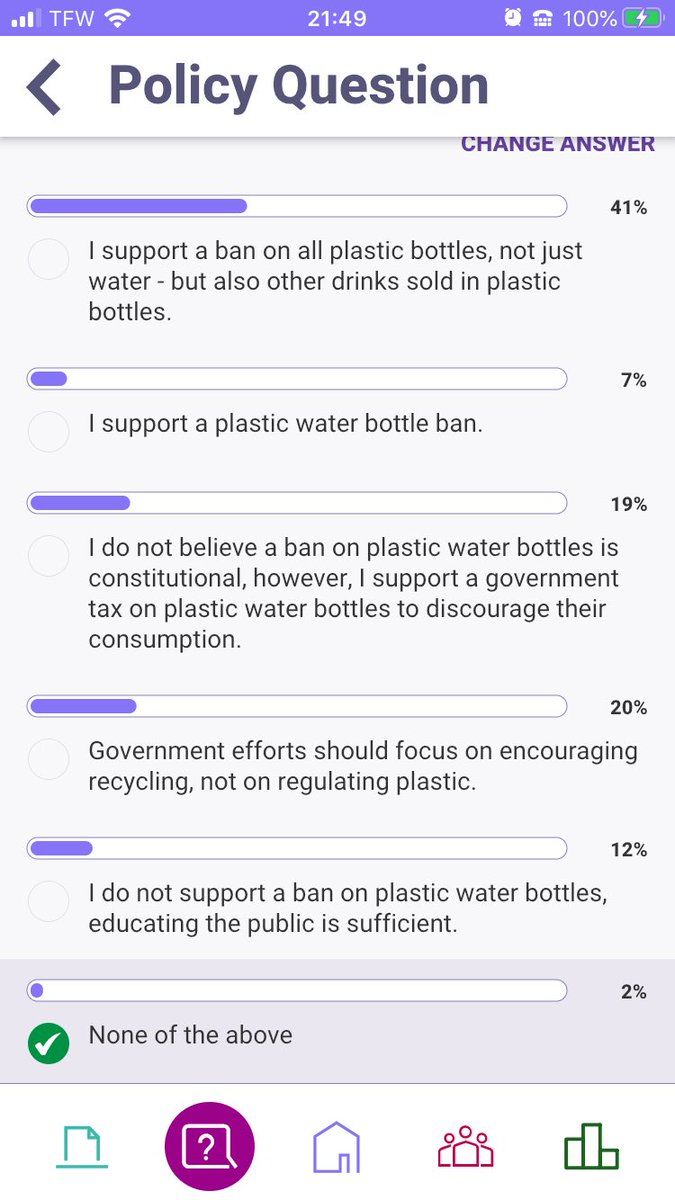 TFW 21:49 100%
Policy Question
CHANGE ANSWER
41%
I support a ban on all plastic bottles, not just
water - but also other drinks sold in plastic
bottles.
7%
I support a plastic water bottle ban.
19%
I do not believe a ban on plastic water bottles is
constitutional, however, I support a government
tax on plastic water bottles to discourage their
consumption.
20%
Government efforts should focus on encouraging
recycling, not on regulating plastic.
12%
I do not support a ban on plastic water bottles,
educating the public is sufficient.
2%
None of the above
?